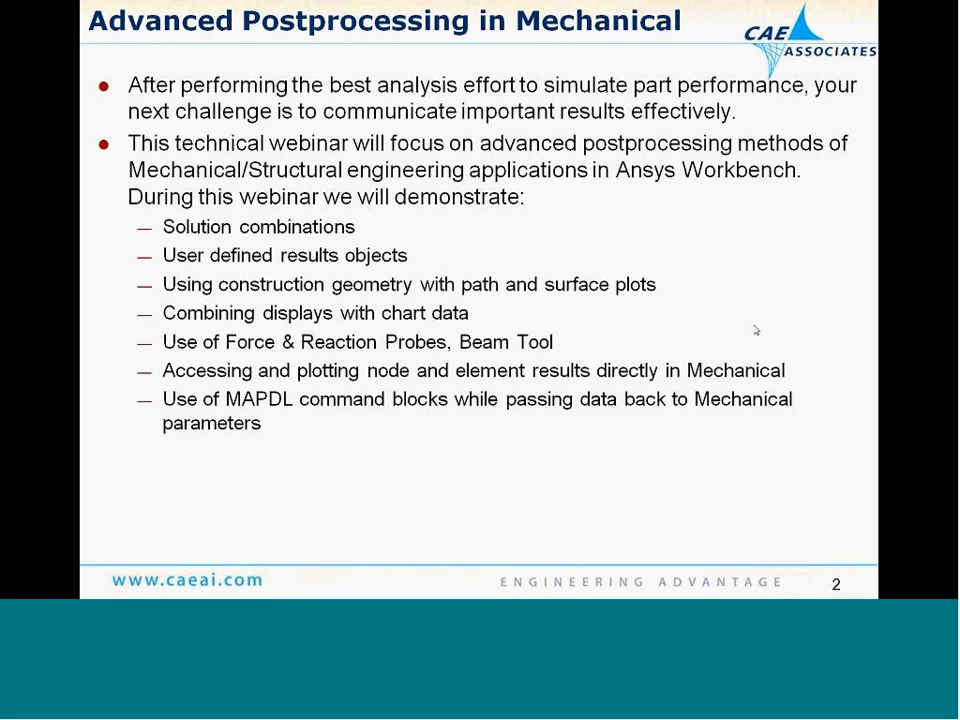 Advanced Postprocessing in Mechanical
CAE
ASSOCIATES
● After performing the best analysis effort to simulate part performance, your
next challenge is to communicate important results effectively.
● This technical webinar will focus on advanced postprocessing methods of
Mechanical/Structural engineering applications in Ansys Workbench.
During this webinar we will demonstrate:
— Solution combinations
— User defined results objects
— Using construction geometry with path and surface plots
— Combining displays with chart data
— Use of Force & Reaction Probes, Beam Tool
— Accessing and plotting node and element results directly in Mechanical
— Use of MAPDL command blocks while passing data back to Mechanical
parameters
www.caeai.com
ENGINEERING ADVANTAGE
2